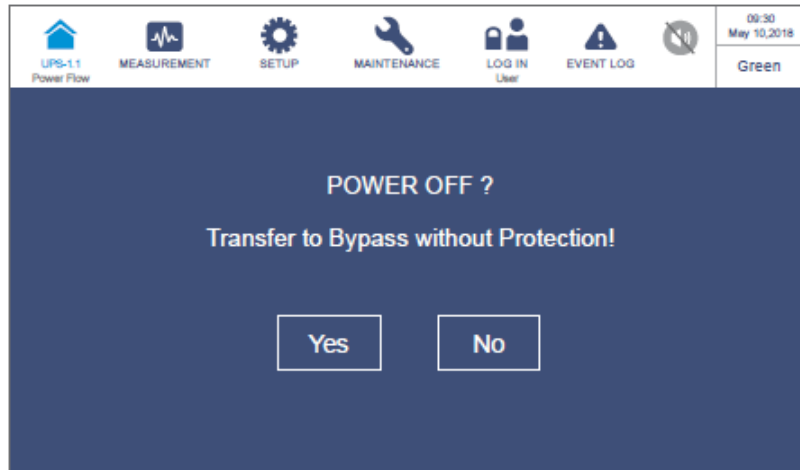 UPS-1.1
Power Flow
MEASUREMENT
SETUP
MAINTENANCE
LOG IN
User
EVENT LOG
09:30
May 10,2018
Green
POWER OFF ?
Transfer to Bypass without Protection!
Yes
No